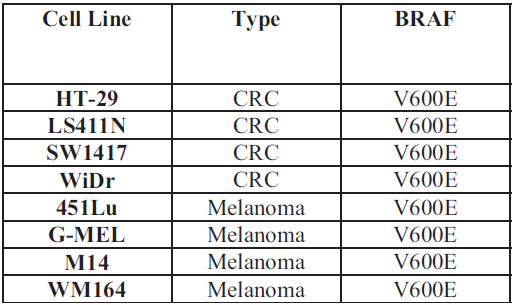 Cell Line Type BRAF
HT-29 CRC V600E
LS411N CRC V600E
SW1417 CRC V600E
WiDr CRC V600E
451Lu Melanoma V600E
G-MEL Melanoma V600E
M14 Melanoma V600E
WM164 Melanoma V600E